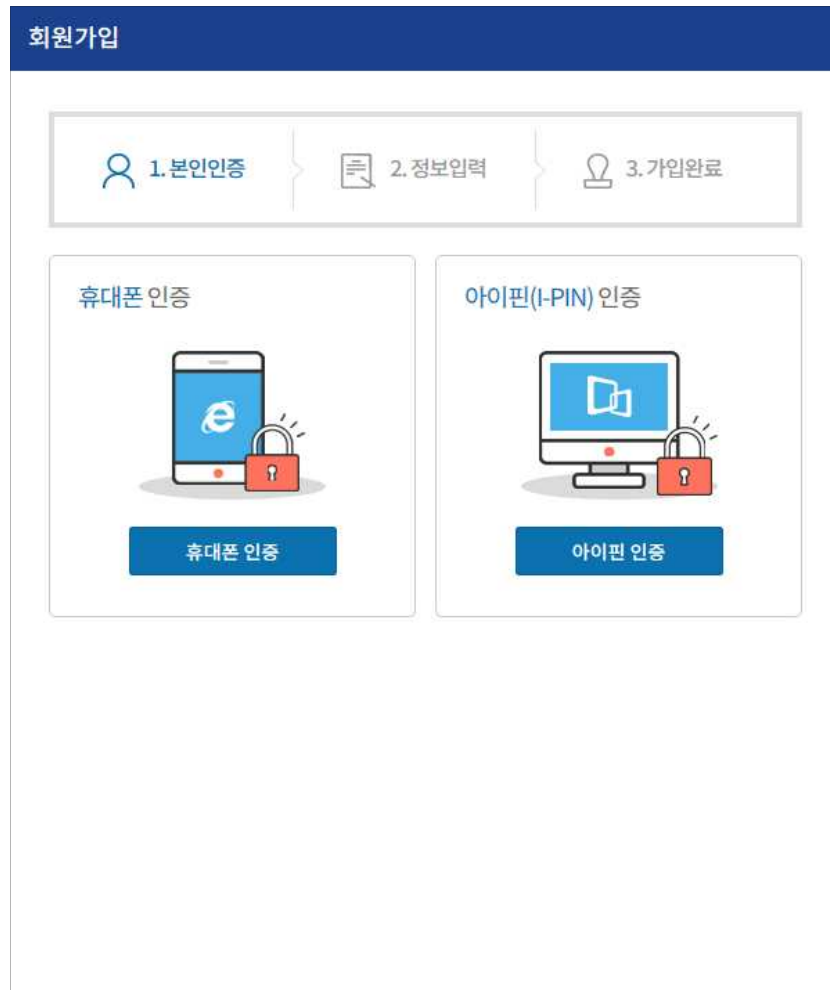 회원가입
1. 본인인증
2. 정보입력
3. 가입완료
휴대폰 인증
아이핀(I-PIN) 인증
휴대폰 인증
아이핀 인증